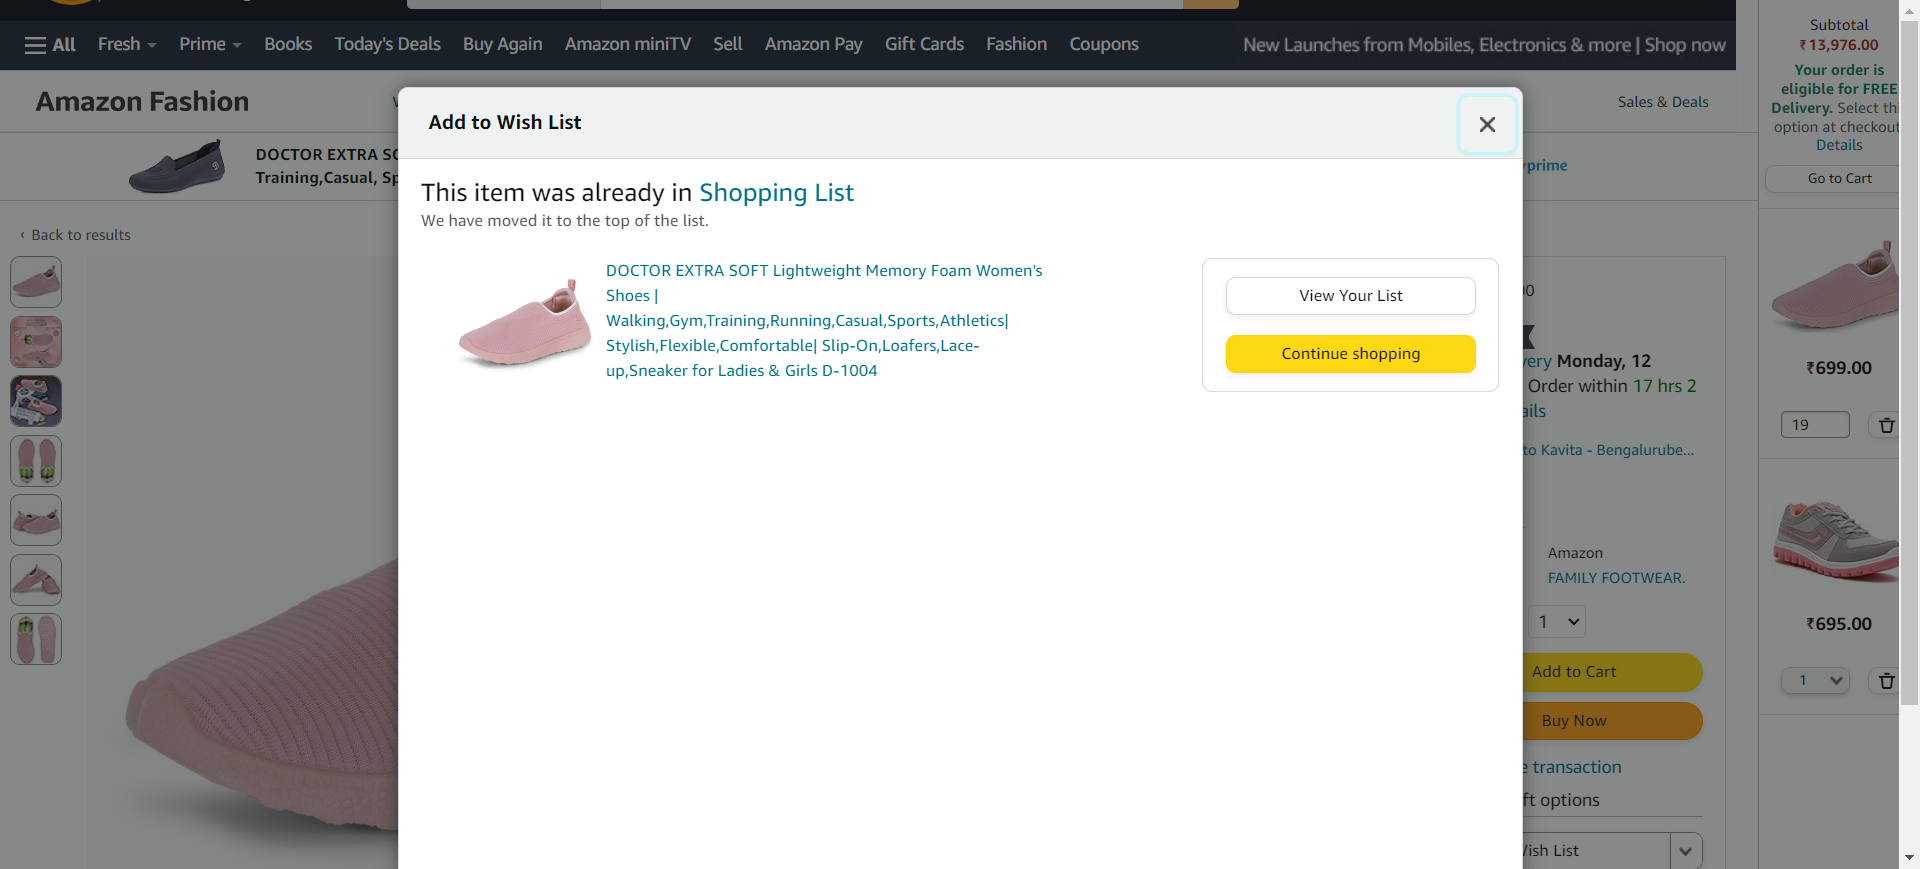 All
Fresh
Prime
Books
Today's Deals
Buy Again
Amazon miniTV
Sell
Amazon Pay
Gift Cards
Fashion
Coupons
New Launches from Mobiles, Electronics & more | Shop now
Amazon Fashion
Sales & Deals
DOCTOR EXTRA
Training,Casual,
prime
‹ Back to results
Add to Wish List
This item was already in Shopping List
We have moved it to the top of the list.
DOCTOR EXTRA SOFT Lightweight Memory Foam Women's
Shoes |
Walking,Gym,Training,Running,Casual,Sports,Athletics|
Stylish,Flexible,Comfortable| Slip-On,Loafers,Lace-
up,Sneaker for Ladies & Girls D-1004
View Your List
Continue shopping
Monday, 12
Order within 17 hrs 2
to Kavita - Bengalurube...
Amazon
FAMILY FOOTWEAR.
1
Add to Cart
Buy Now
transaction
options
List
Subtotal
₹13,976.00
Your order is
eligible for FREE
Delivery. Select
option at checkout
Details
Go to Cart
₹699.00
19
₹695.00
1